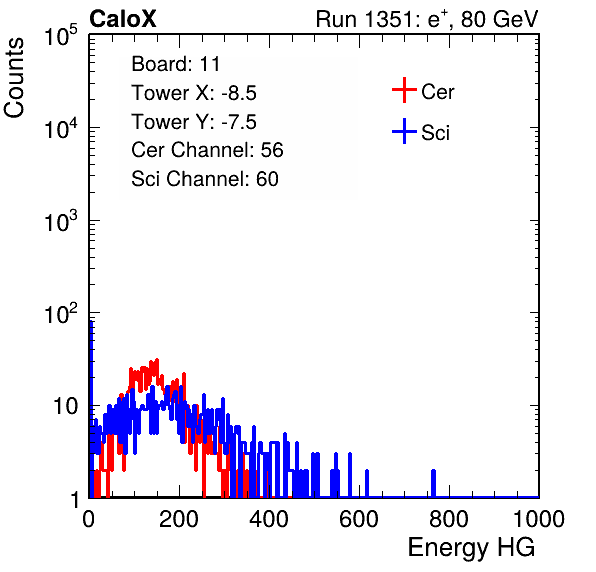 CaloX Run 1351: e⁺, 80 GeV
Counts
10⁵
10⁴
10³
10²
10
1
Board: 11
Tower X: -8.5
Tower Y: -7.5
Cer Channel: 56
Sci Channel: 60
Cer
Sci
0 200 400 600 800 1000
Energy HG